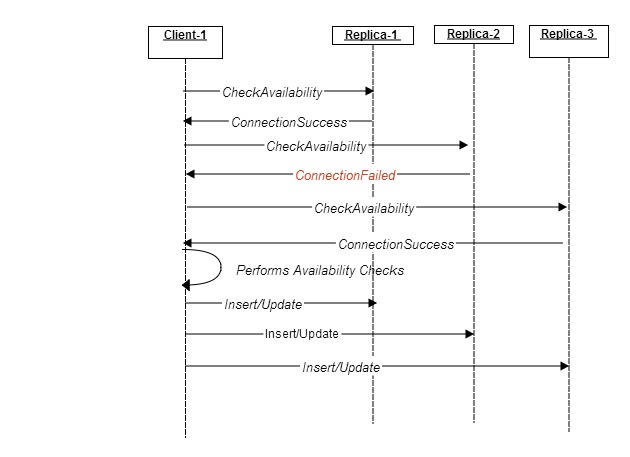 Client-1
Replica-1
Replica-2
Replica-3
CheckAvailability
ConnectionSuccess
CheckAvailability
ConnectionFailed
CheckAvailability
ConnectionSuccess
Performs Availability Checks
Insert/Update
Insert/Update
Insert/Update